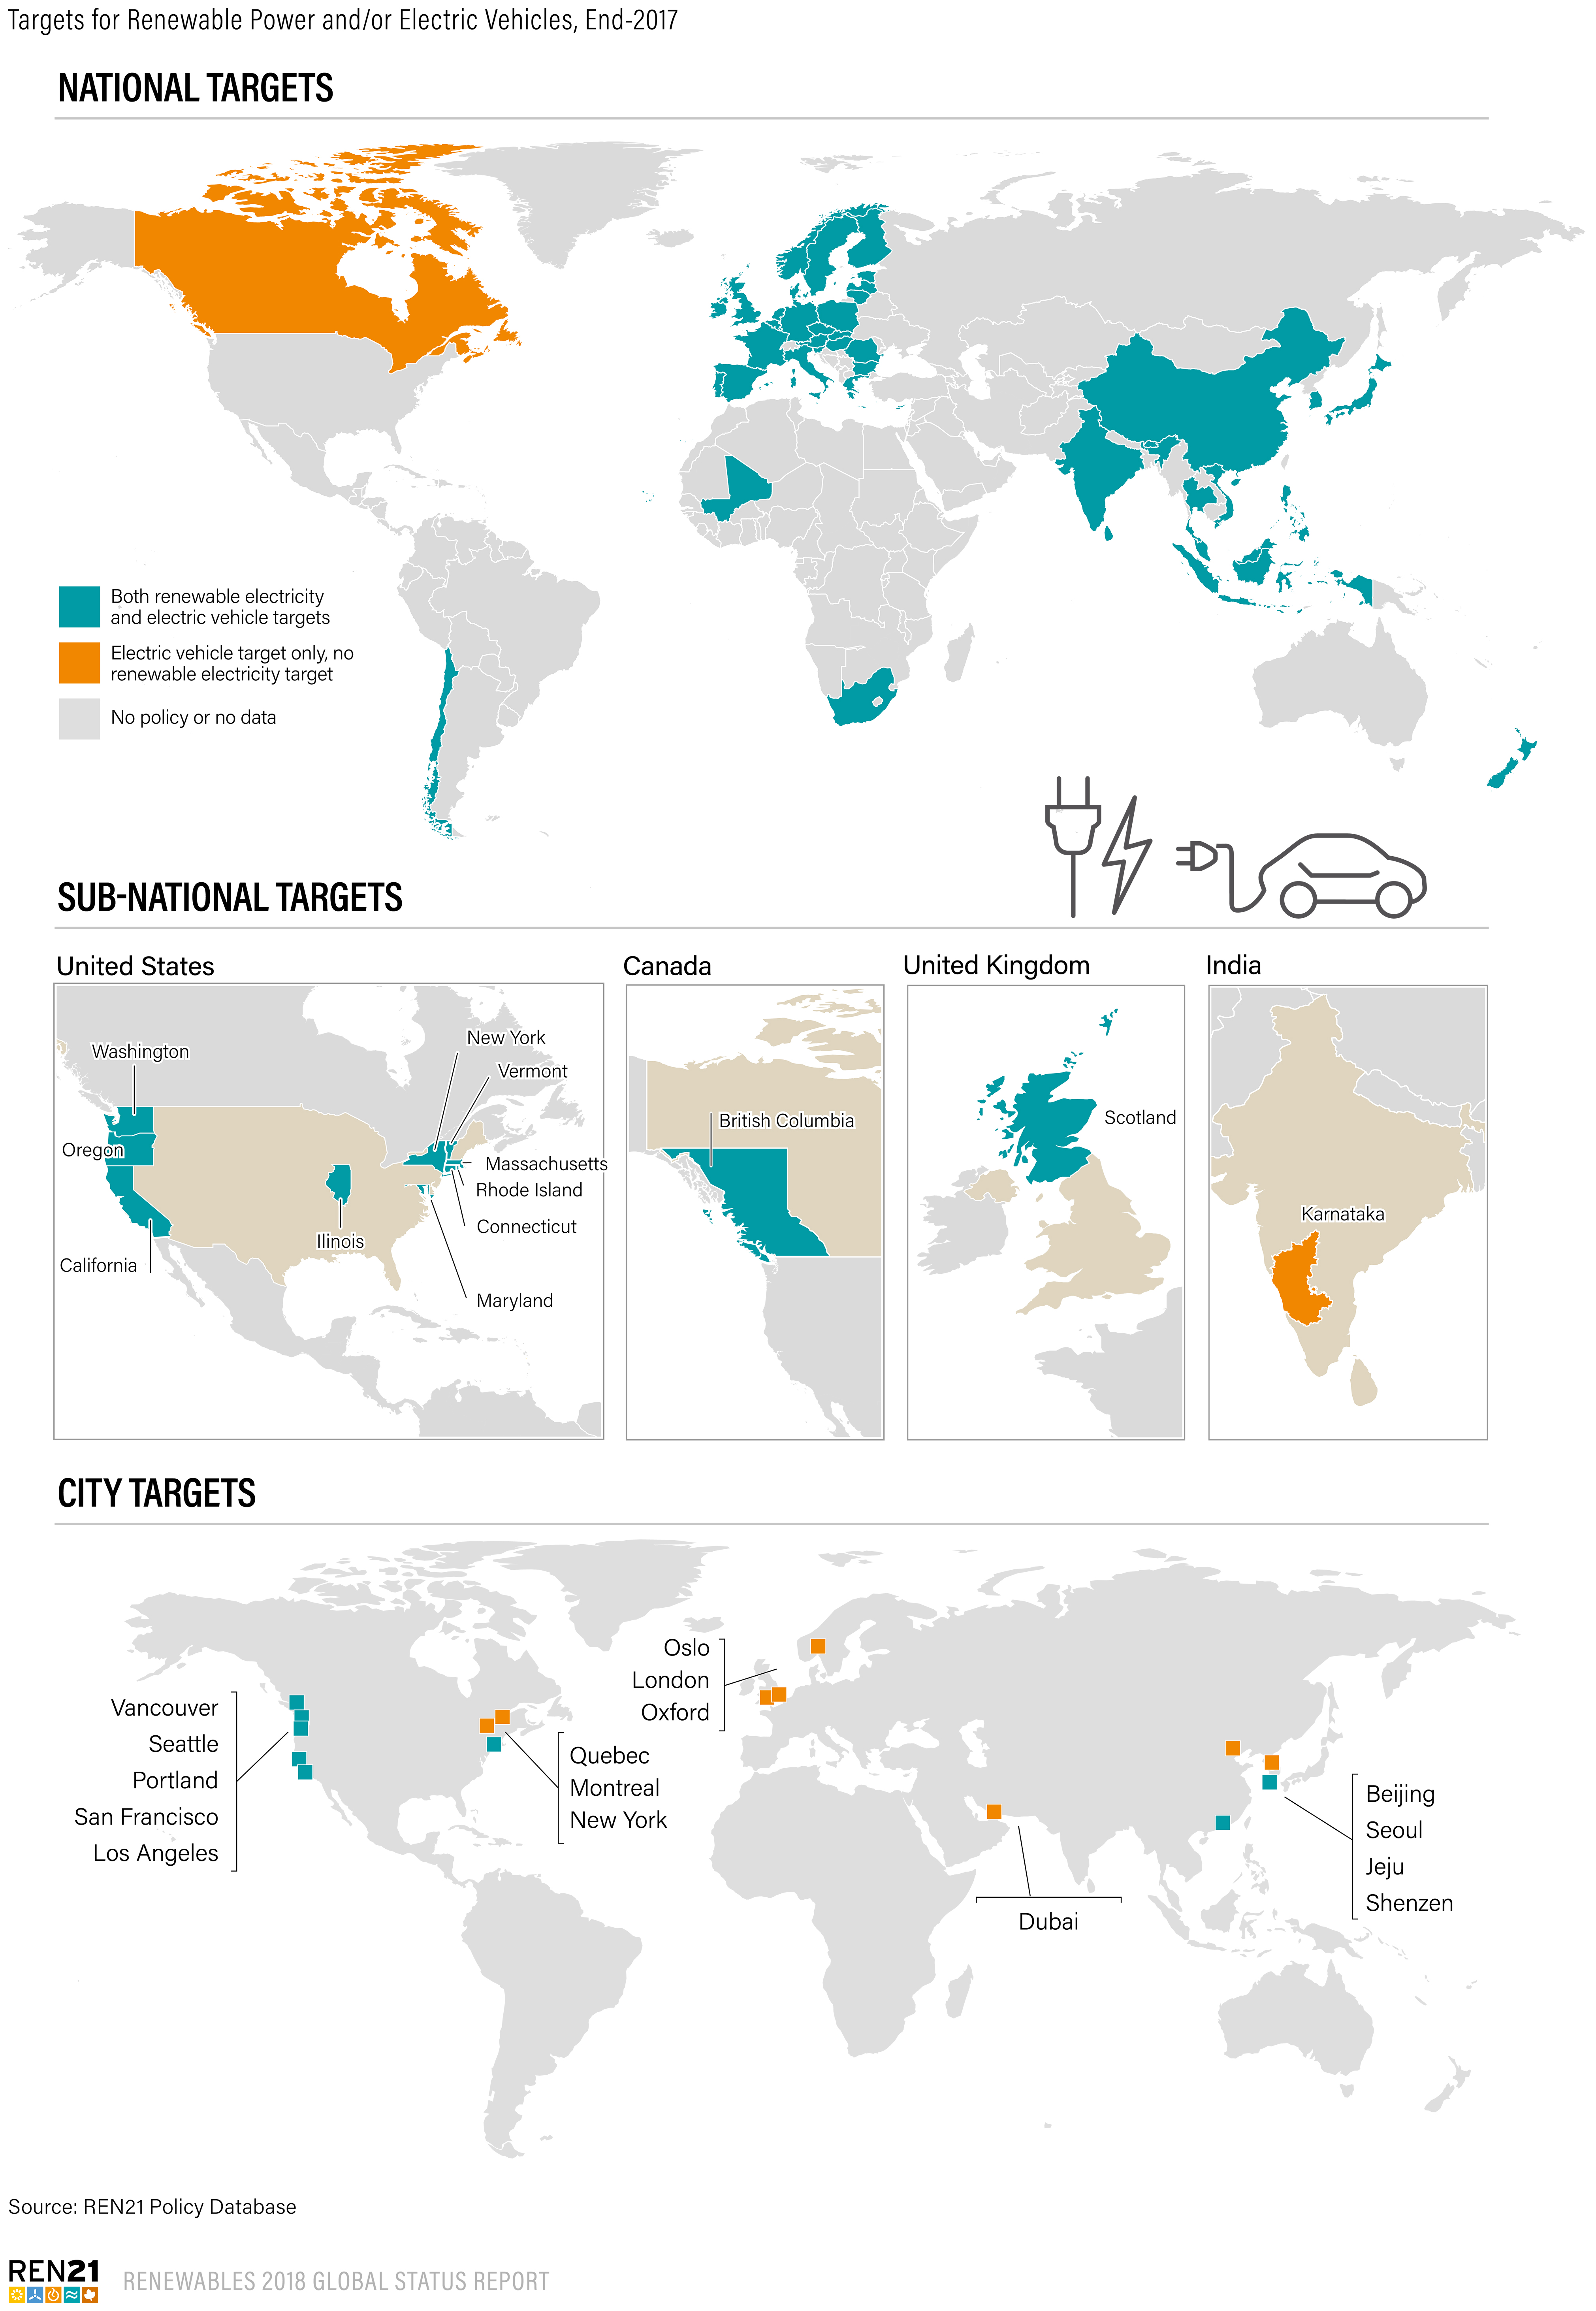 Targets for Renewable Power and/or Electric Vehicles, End-2017
NATIONAL TARGETS
Both renewable electricity
and electric vehicle targets
Electric vehicle target only, no
renewable electricity target
No policy or no data
SUB-NATIONAL TARGETS
United States
Canada
United Kingdom
India
Washington
New York
Vermont
Oregon
Massachusetts
Rhode Island
Connecticut
Ilinois
California
Maryland
British Columbia
Scotland
Karnataka
CITY TARGETS
Vancouver
Seattle
Portland
San Francisco
Los Angeles
Quebec
Montreal
New York
Oslo
London
Oxford
Dubai
Beijing
Seoul
Jeju
Shenzen
Source: REN21 Policy Database
REN21
RENEWABLES 2018 GLOBAL STATUS REPORT